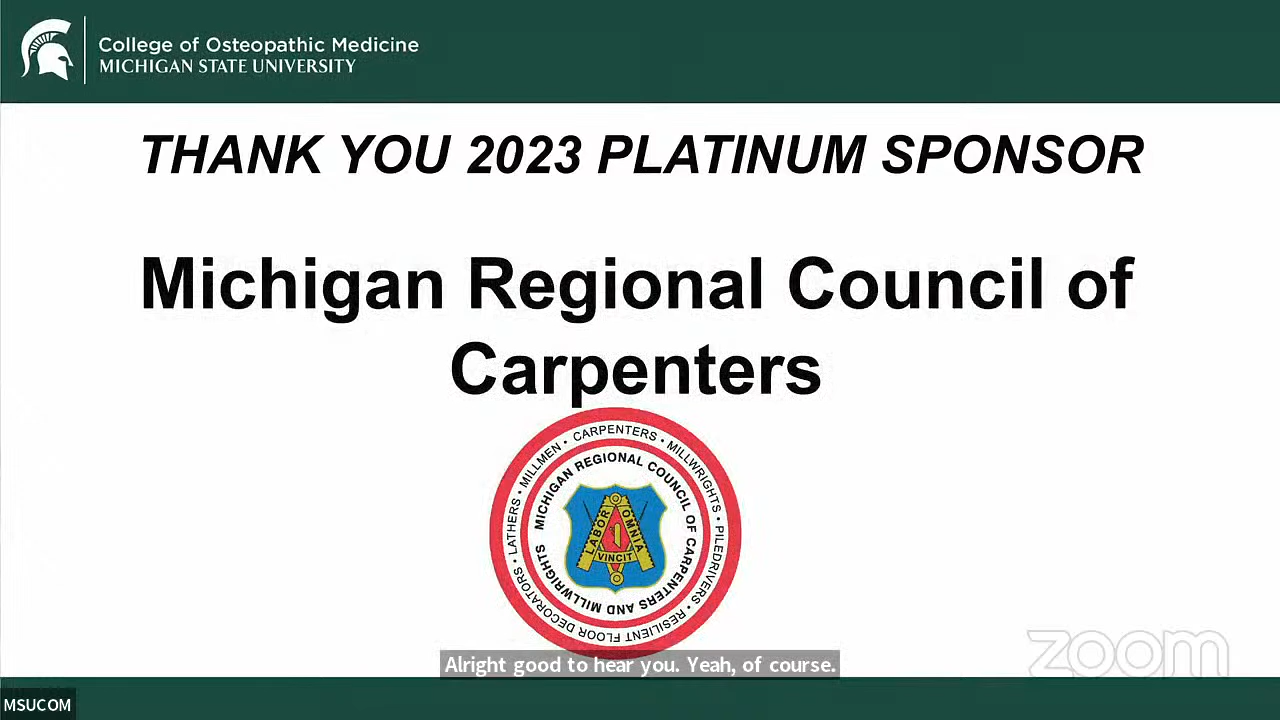 College of Osteopathic Medicine
MICHIGAN STATE UNIVERSITY
THANK YOU 2023 PLATINUM SPONSOR
Michigan Regional Council of
Carpenters
LATHERS • MILLMEN • CARPENTERS • MILLWRIGHTS • PILEDRIVERS • RESILIENT FLOOR DECORATORS •
MICHIGAN REGIONAL COUNCIL OF CARPENTERS AND MILLWRIGHTS
LABOR OMNIA
VINCIT
Alright good to hear you. Yeah, of course.
zoom
MSUCOM